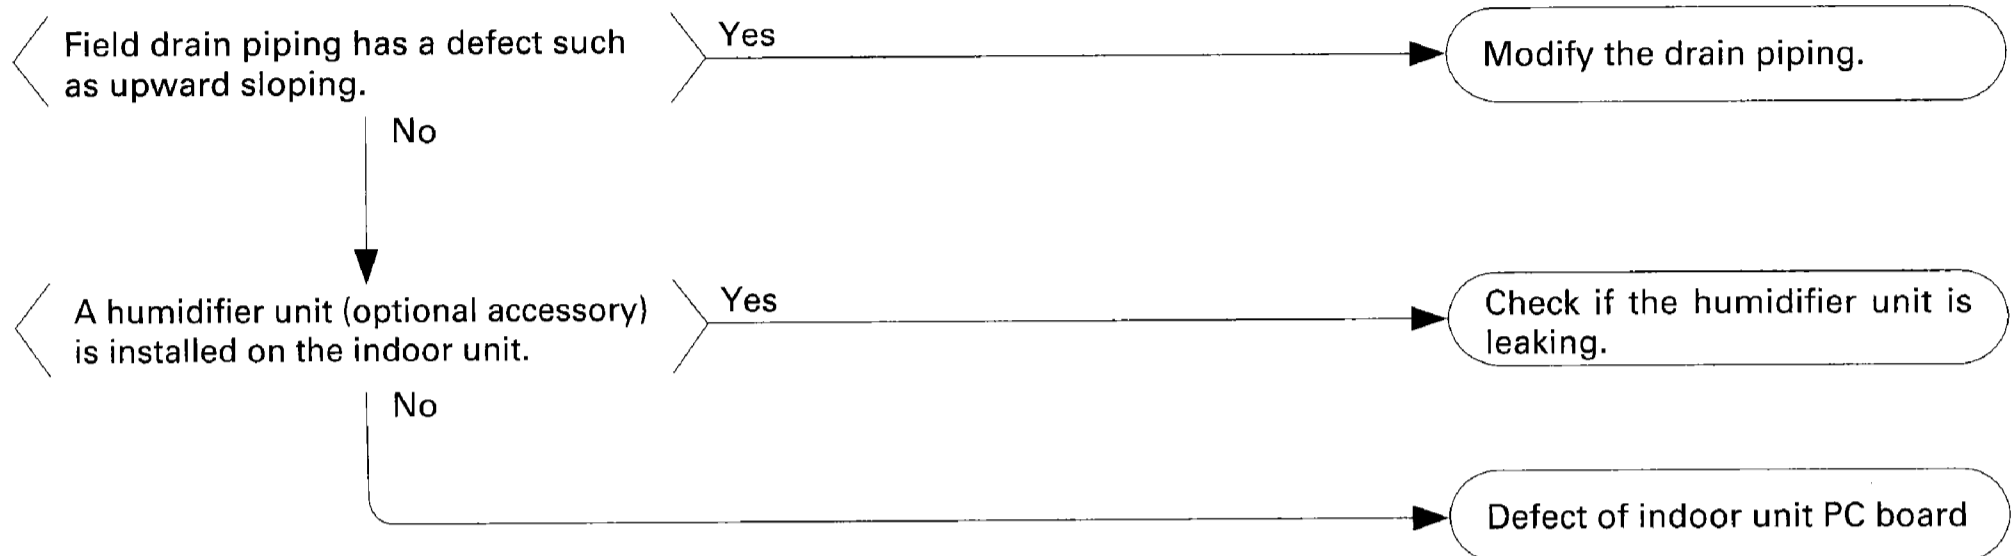 Field drain piping has a defect such
as upward sloping.
Yes
Modify the drain piping.
No
A humidifier unit (optional accessory)
is installed on the indoor unit.
Yes
Check if the humidifier unit is
leaking.
No
Defect of indoor unit PC board